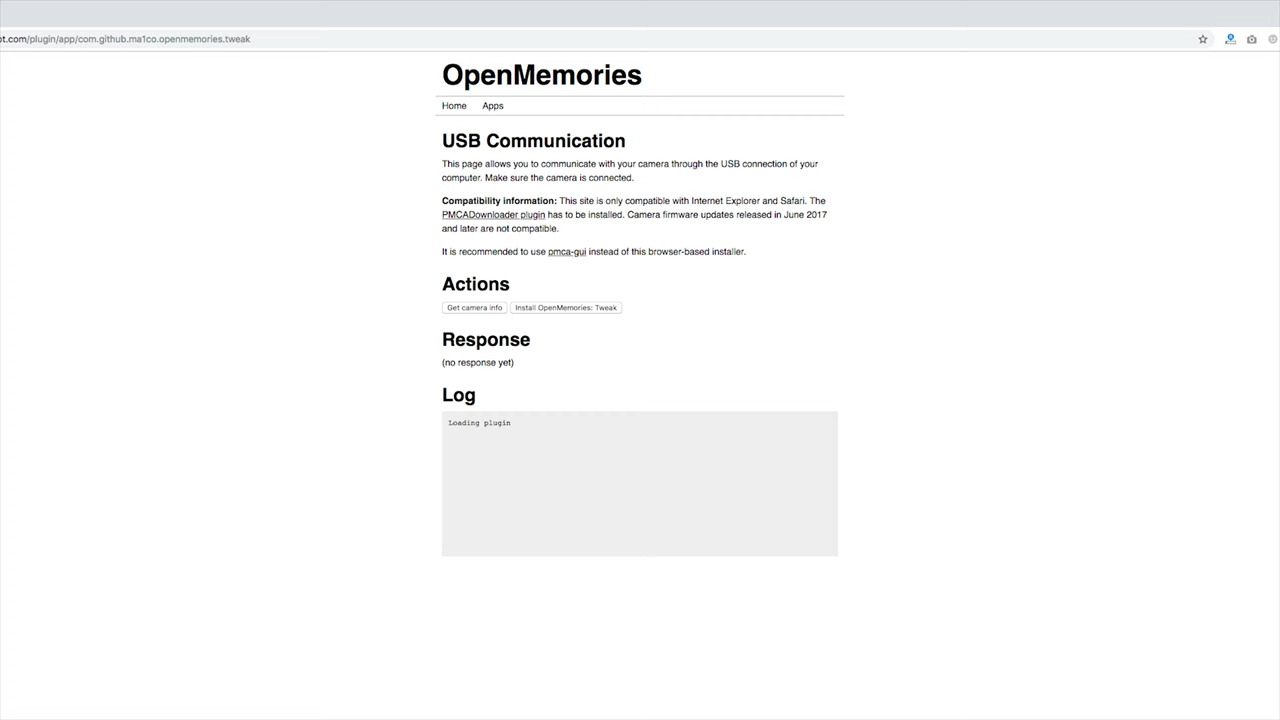 ot.com/plugin/app/com.github.ma1co.openmemories.tweak
OpenMemories
Home Apps
USB Communication
This page allows you to communicate with your camera through the USB connection of your
computer. Make sure the camera is connected.
Compatibility information: This site is only compatible with Internet Explorer and Safari. The
PMCADownloader plugin has to be installed. Camera firmware updates released in June 2017
and later are not compatible.
It is recommended to use pmca-gui instead of this browser-based installer.
Actions
Get camera info Install OpenMemories: Tweak
Response
(no response yet)
Log
Loading plugin